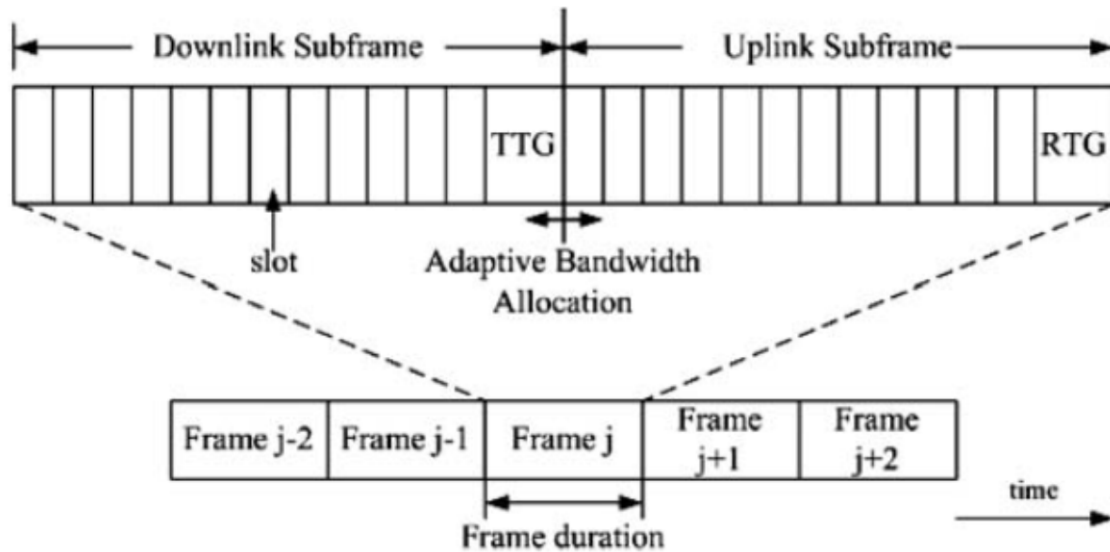 Downlink Subframe
Uplink Subframe
TTG
RTG
slot
Adaptive Bandwidth
Allocation
Frame j-2
Frame j-1
Frame j
Frame
j+1
Frame
j+2
time
Frame duration